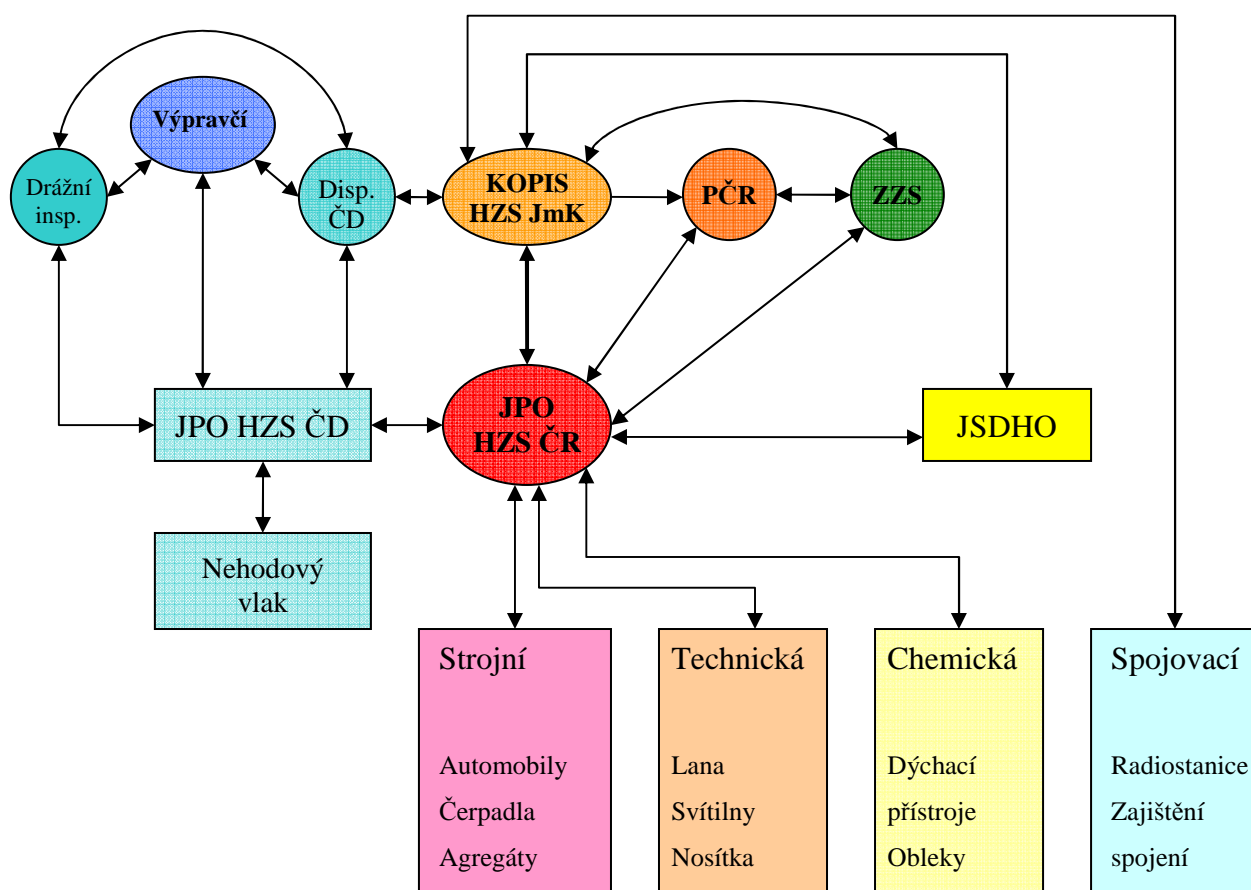 Výpravčí
Drážní
insp.
Disp.
ČD
KOPIS
HZS JmK
PČR
ZZS
JPO HZS ČD
JPO
HZS ČR
JSDHO
Nehodový
vlak
Strojní
Automobily
Čerpadla
Agregáty
Technická
Lana
Svítilny
Nosítka
Chemická
Dýchací
přístroje
Obleky
Spojovací
Radiostanice
Zajištění
spojení